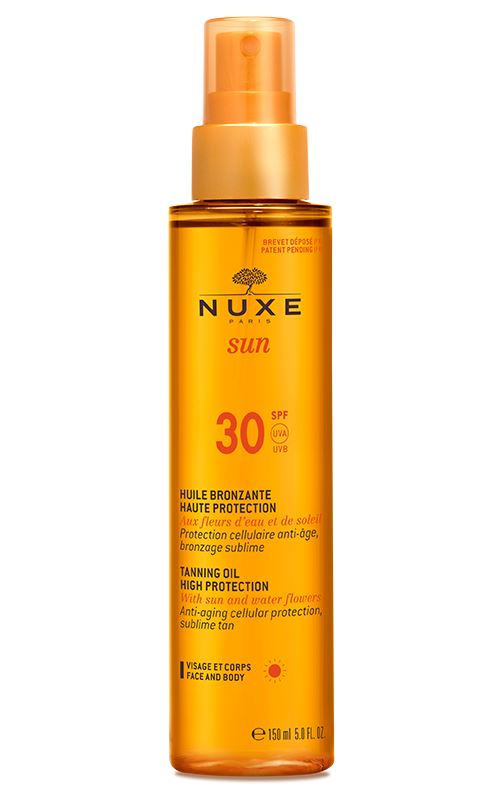 BREVET DÉPOSÉ
PATENT PENDING
NUXE
PARIS
sun
30 SPF
UVA
UVB
HUILE BRONZANTE
HAUTE PROTECTION
Aux fleurs d'eau et de soleil
Protection cellulaire anti-âge,
bronzage sublime
TANNING OIL
HIGH PROTECTION
With sun and water flowers
Anti-aging cellular protection,
sublime tan
VISAGE ET CORPS
FACE AND BODY
℮ 150 ml 5.0 FL. OZ.